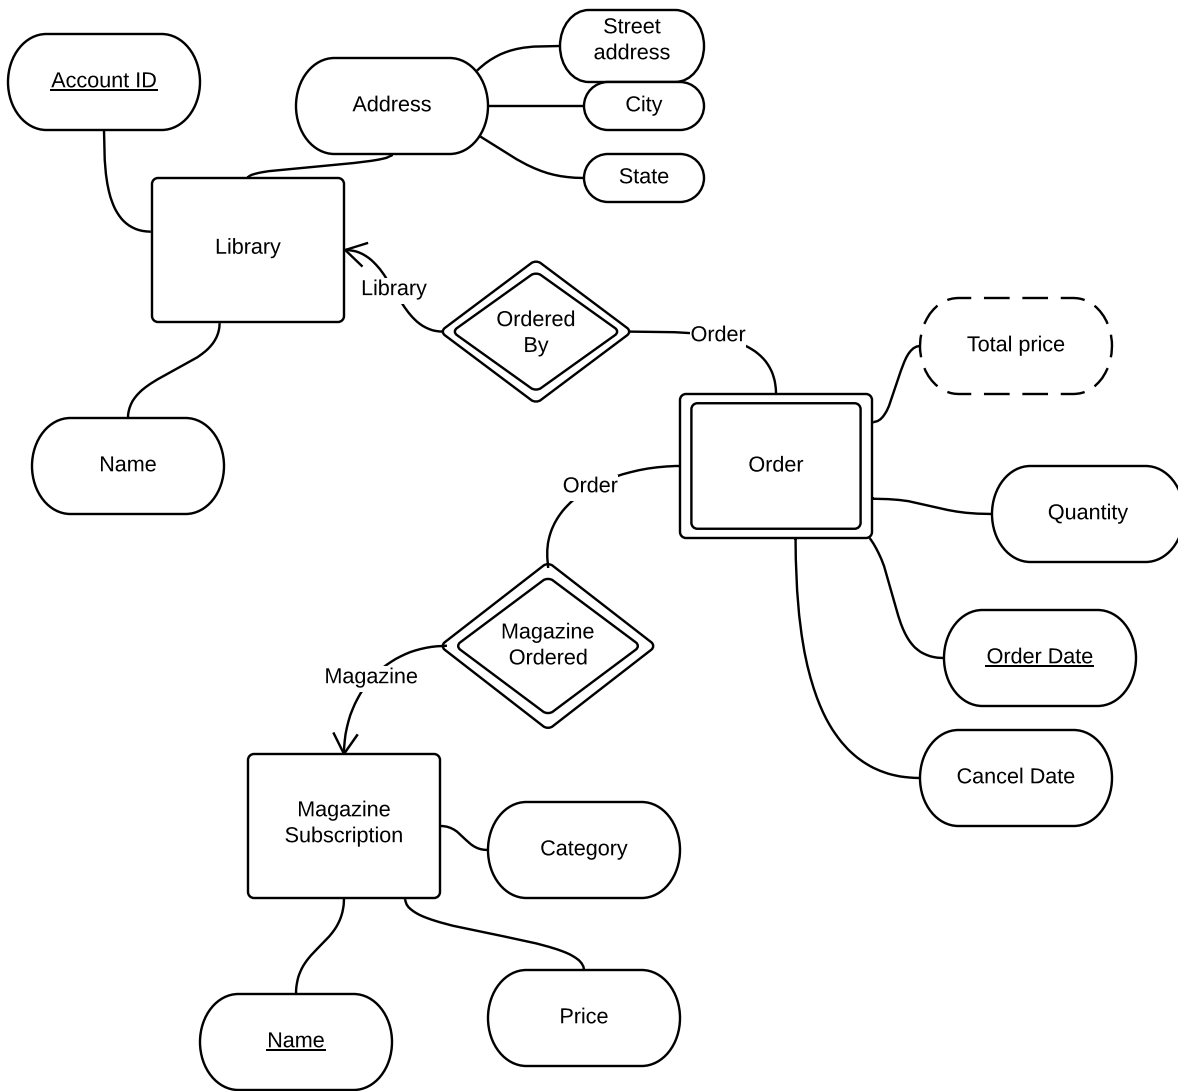 Street
address
Account ID
Address
City
State
Library
Library
Ordered
By
Order
Total price
Name
Order
Order
Quantity
Magazine
Ordered
Order Date
Magazine
Cancel Date
Magazine
Subscription
Category
Price
Name